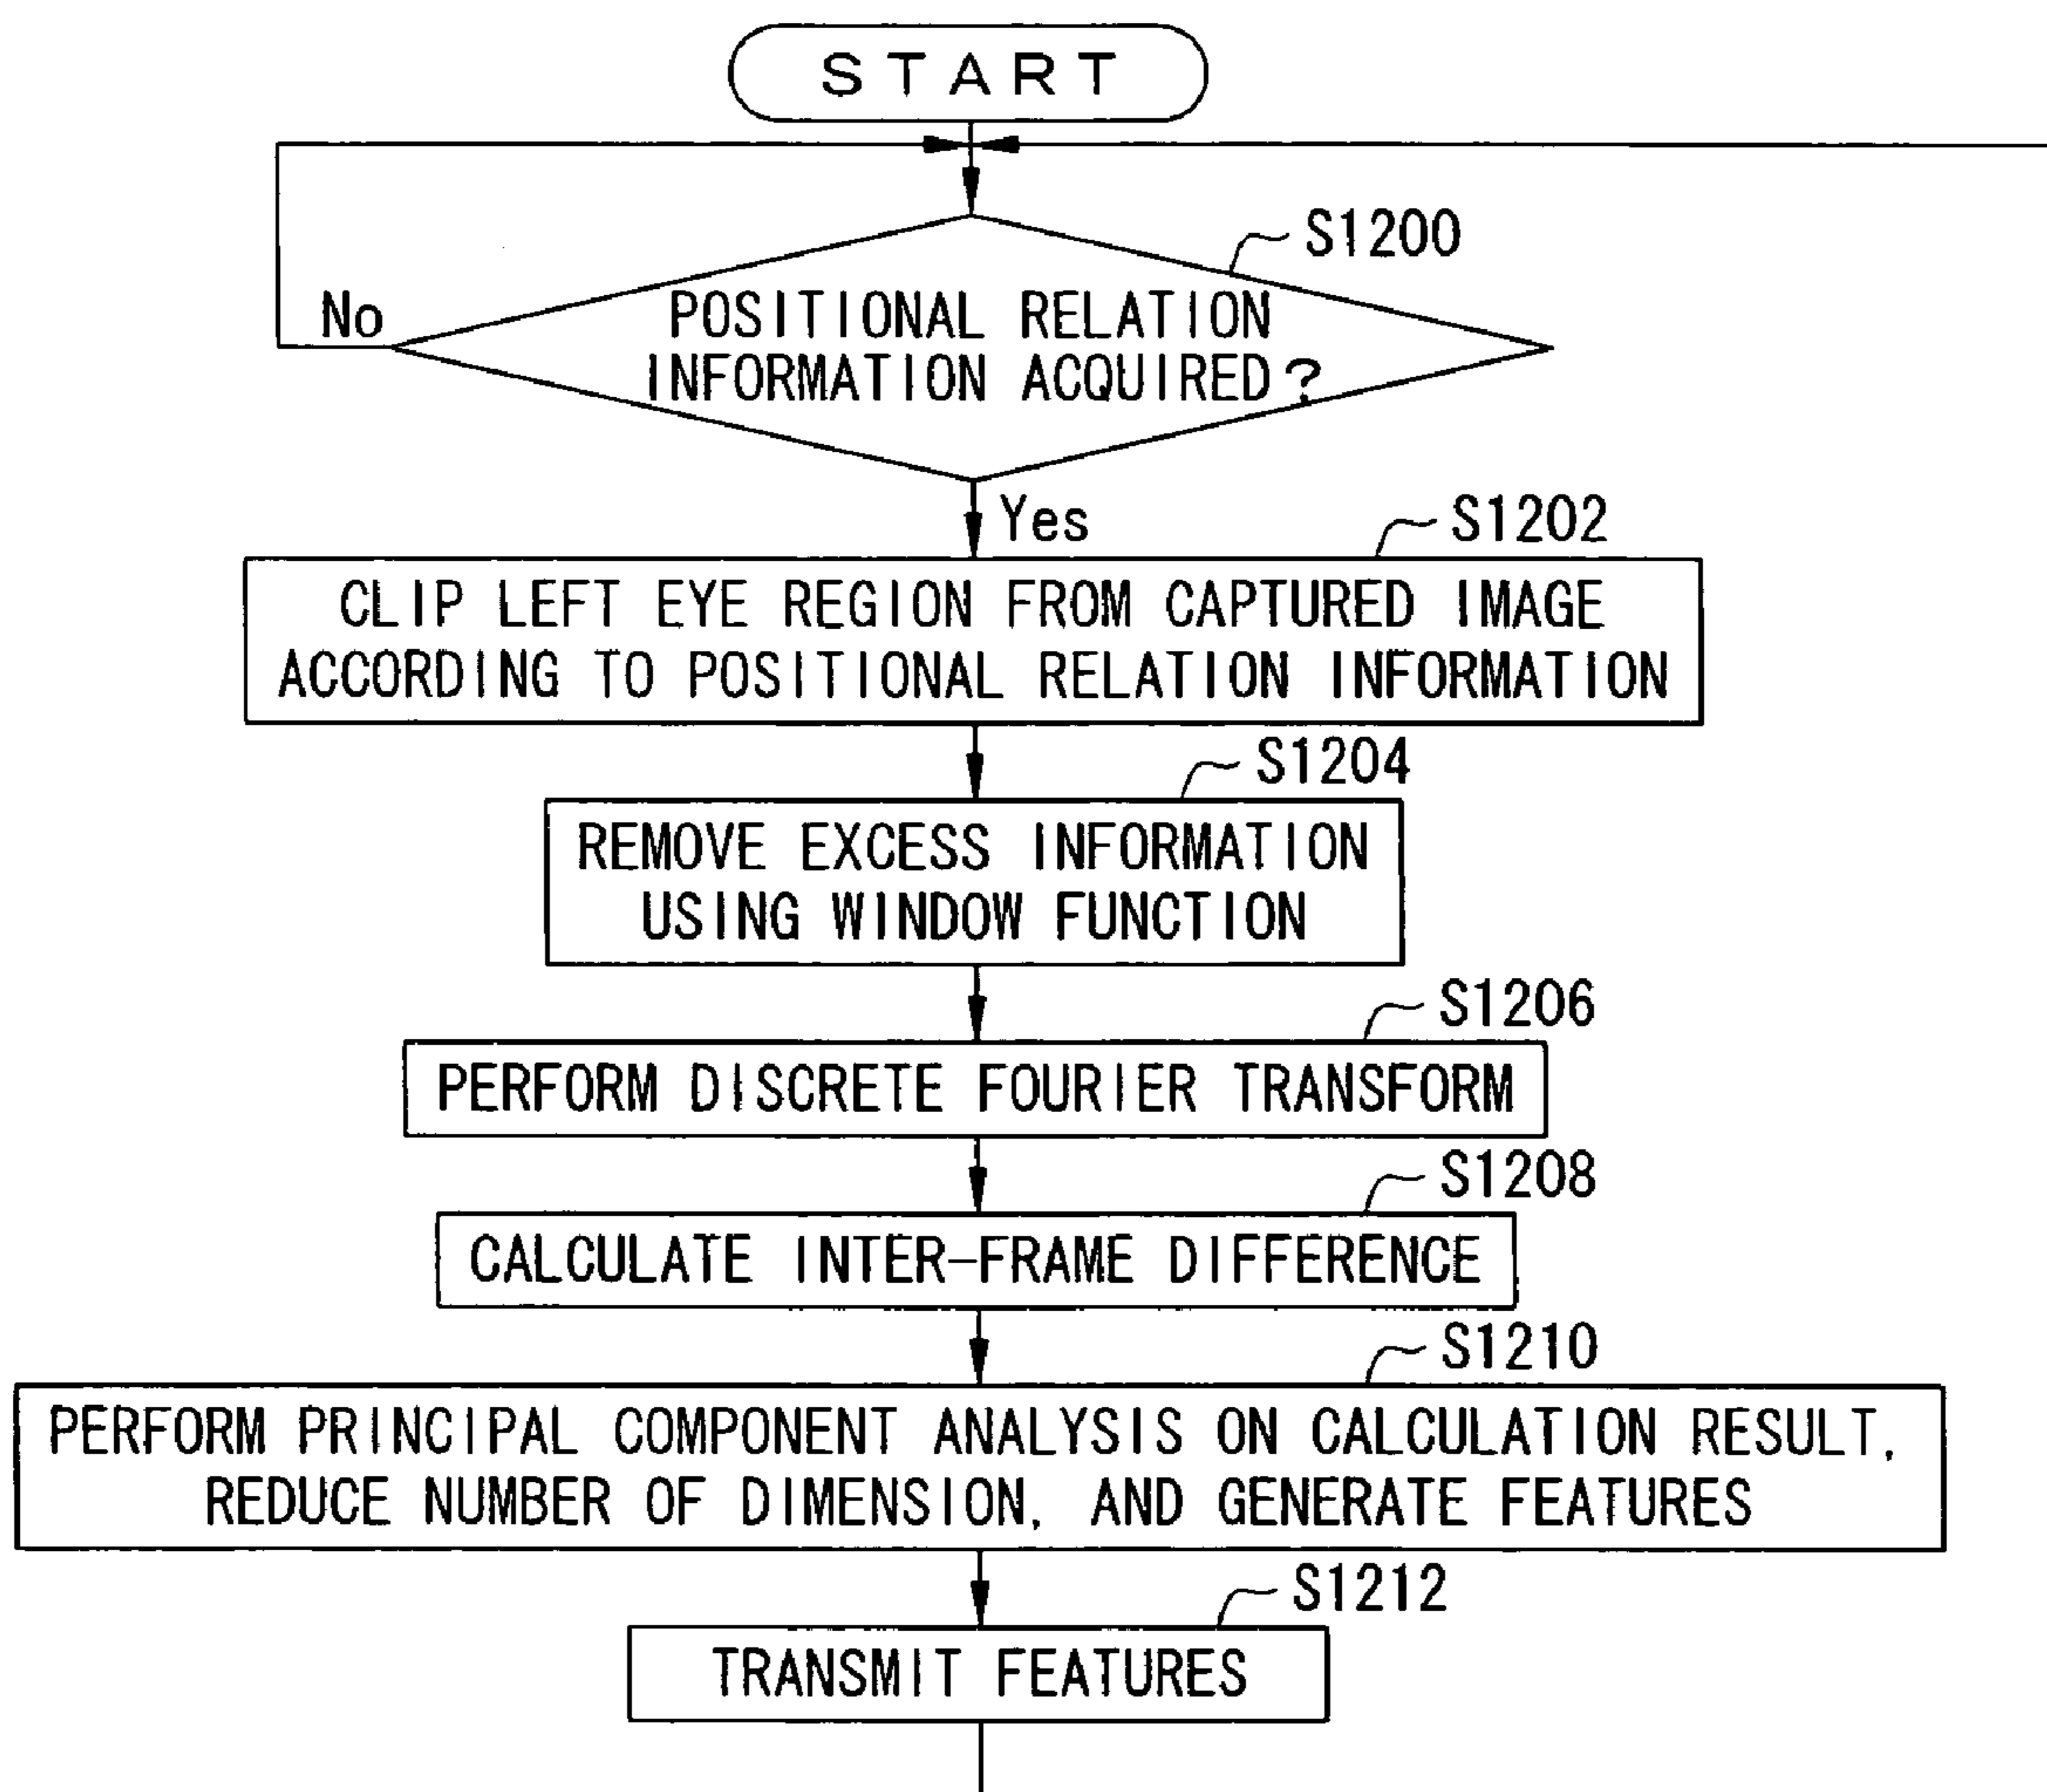 START
S1200
No
POSITIONAL RELATION
INFORMATION ACQUIRED?
Yes
S1202
CLIP LEFT EYE REGION FROM CAPTURED IMAGE
ACCORDING TO POSITIONAL RELATION INFORMATION
S1204
REMOVE EXCESS INFORMATION
USING WINDOW FUNCTION
S1206
PERFORM DISCRETE FOURIER TRANSFORM
S1208
CALCULATE INTER-FRAME DIFFERENCE
S1210
PERFORM PRINCIPAL COMPONENT ANALYSIS ON CALCULATION RESULT,
REDUCE NUMBER OF DIMENSION, AND GENERATE FEATURES
S1212
TRANSMIT FEATURES